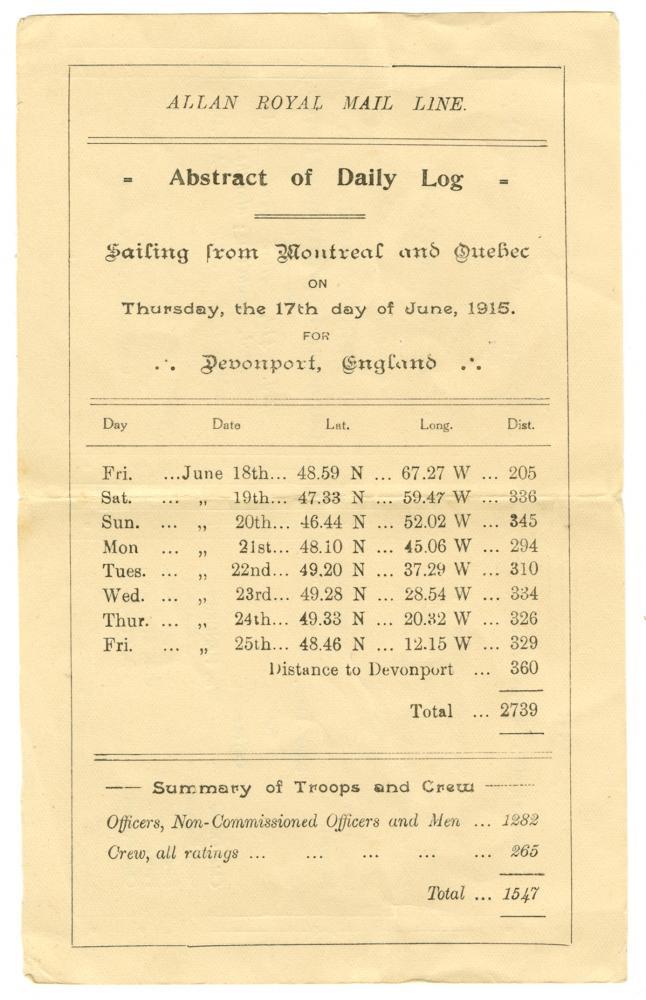 ALLAN ROYAL MAIL LINE.
= Abstract of Daily Log =
Sailing from Montreal and Quebec
ON
Thursday, the 17th day of June, 1915.
FOR
∴ Devonport, England ∴
Day Date Lat. Long. Dist.
Fri. ...June 18th... 48.59 N ... 67.27 W ... 205
Sat. ... „ 19th... 47.33 N ... 59.47 W ... 336
Sun. ... „ 20th... 46.44 N ... 52.02 W ... 345
Mon ... „ 21st... 48.10 N ... 45.06 W ... 294
Tues. ... „ 22nd... 49.20 N ... 37.29 W ... 310
Wed. ... „ 23rd... 49.28 N ... 28.54 W ... 334
Thur. ... „ 24th... 49.33 N ... 20.32 W ... 326
Fri. ... „ 25th... 48.46 N ... 12.15 W ... 329
Distance to Devonport ... 360
Total ... 2739
Summary of Troops and Crew
Officers, Non-Commissioned Officers and Men ... 1282
Crew, all ratings ... ... ... ... ... 265
Total ... 1547